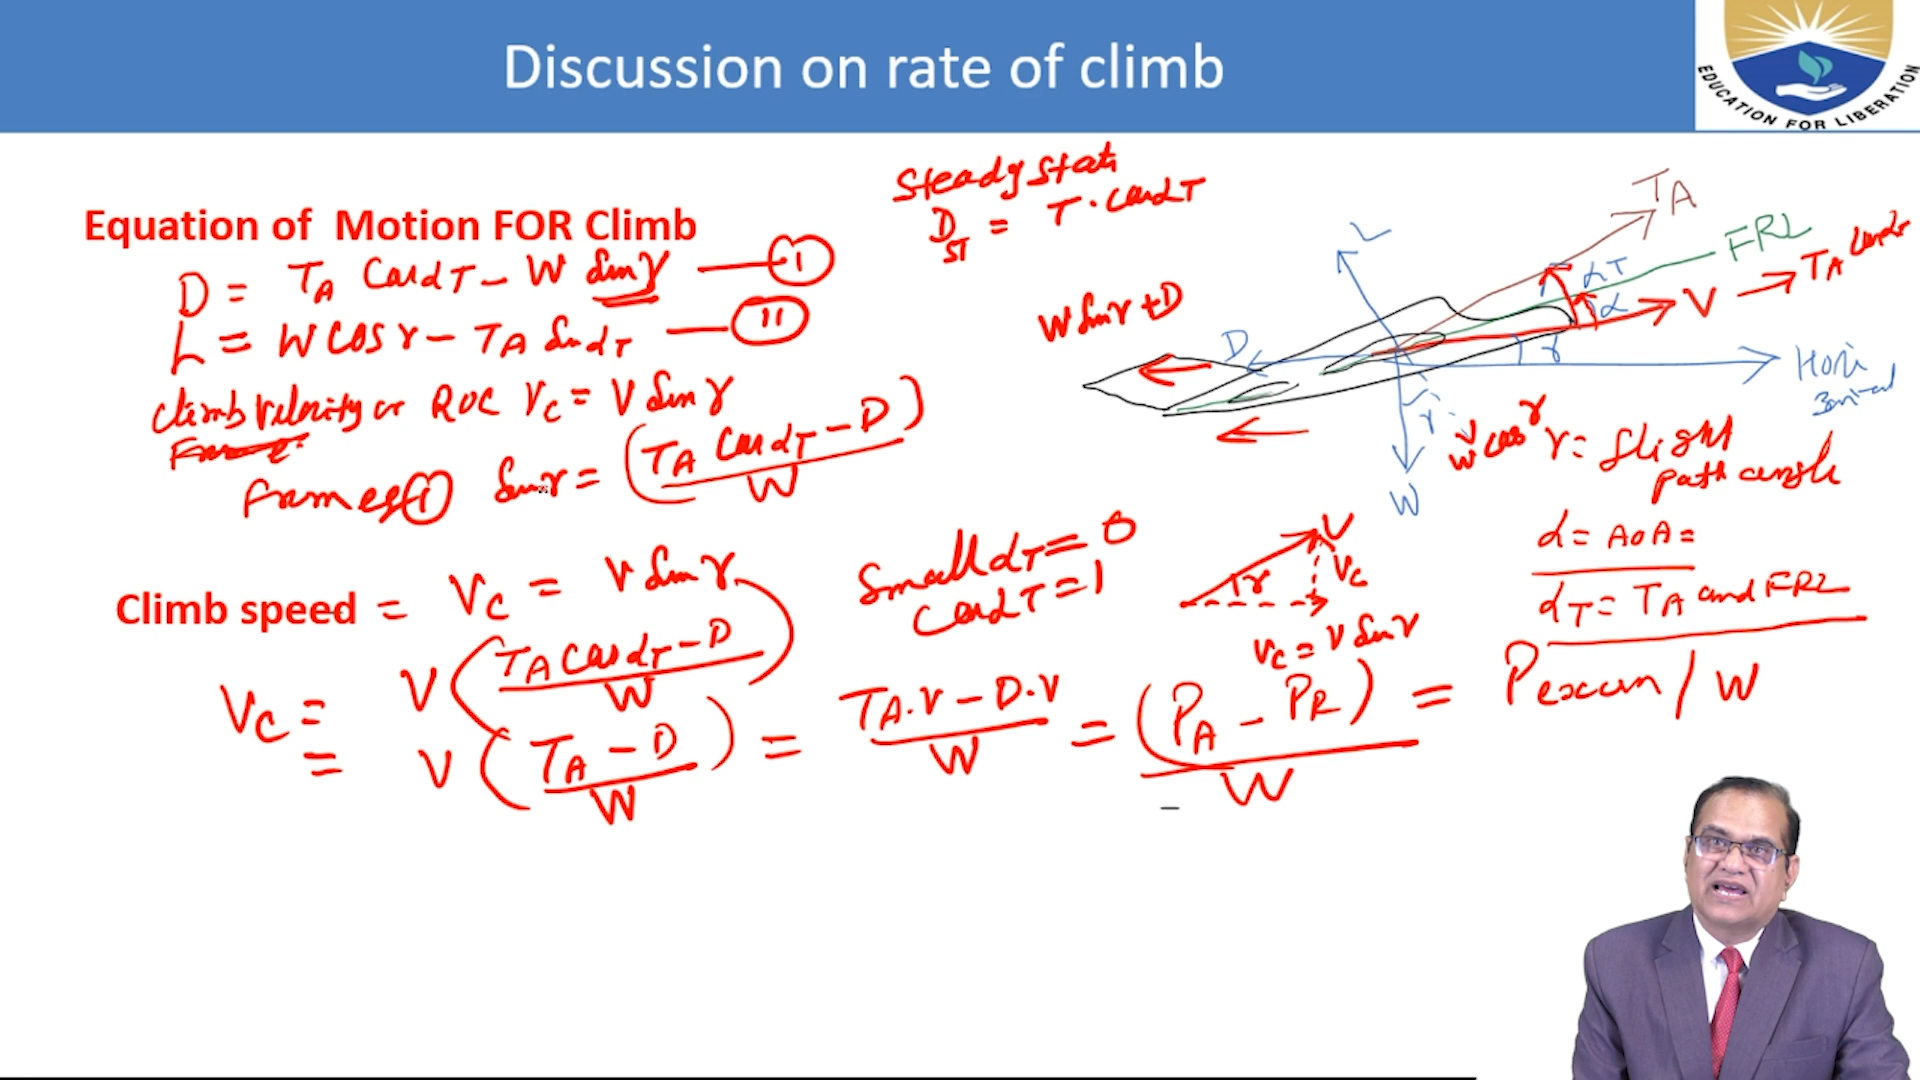 Discussion on rate of climb
EDUCATION FOR LIBERATION
Steady State
D_ST = T · Cos α_T
Equation of Motion FOR Climb
D = T_A Cos α_T − W Sin γ — (I)
L = W COS γ − T_A Sin α_T — (II)
Climb Velocity or ROC V_C = V Sin γ
From eq (I) Sin γ = (T_A Cos α_T − D) / W
Climb speed = V_C = V Sin γ
V_C = V (T_A Cos α_T − D) / W
= V (T_A − D) / W = (T_A · V − D · V) / W = (P_A − P_R) / W = P excess / W
Small α_T = 0
Cos α_T = 1
V
γ
V_C
V_C = V Sin γ
T_A
FRL
T_A Cos α_T
L
α_T
α
V
W Sin γ + D
D
γ
Horizontal
γ
W Cos γ
W
γ = flight path angle
α = AOA =
α_T = T_A and FRL